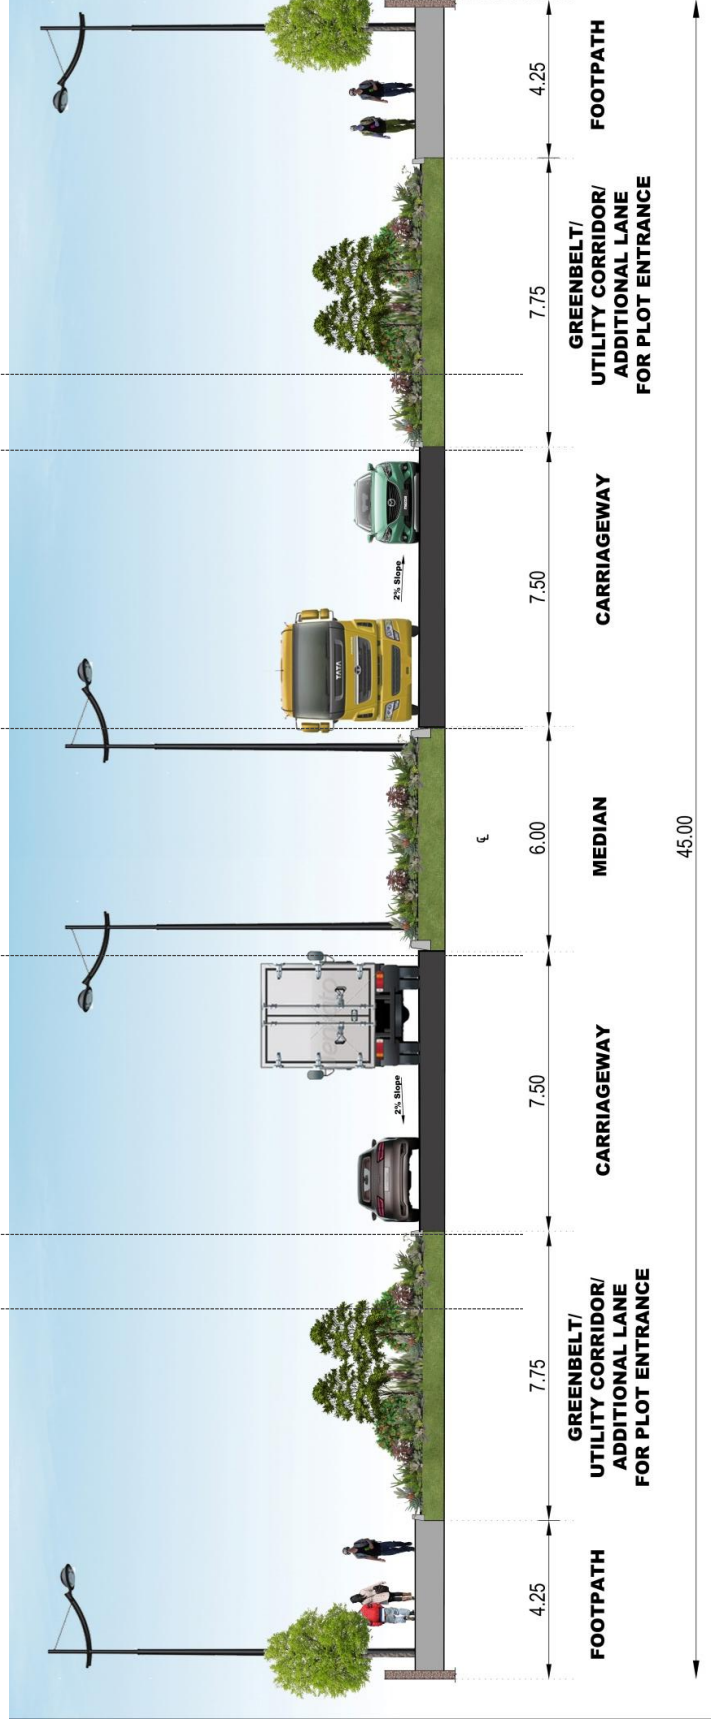 TATA
2% Slope
2% Slope
℄
4.25
7.75
7.50
6.00
7.50
7.75
4.25
FOOTPATH
GREENBELT/
UTILITY CORRIDOR/
ADDITIONAL LANE
FOR PLOT ENTRANCE
CARRIAGEWAY
MEDIAN
CARRIAGEWAY
GREENBELT/
UTILITY CORRIDOR/
ADDITIONAL LANE
FOR PLOT ENTRANCE
FOOTPATH
45.00